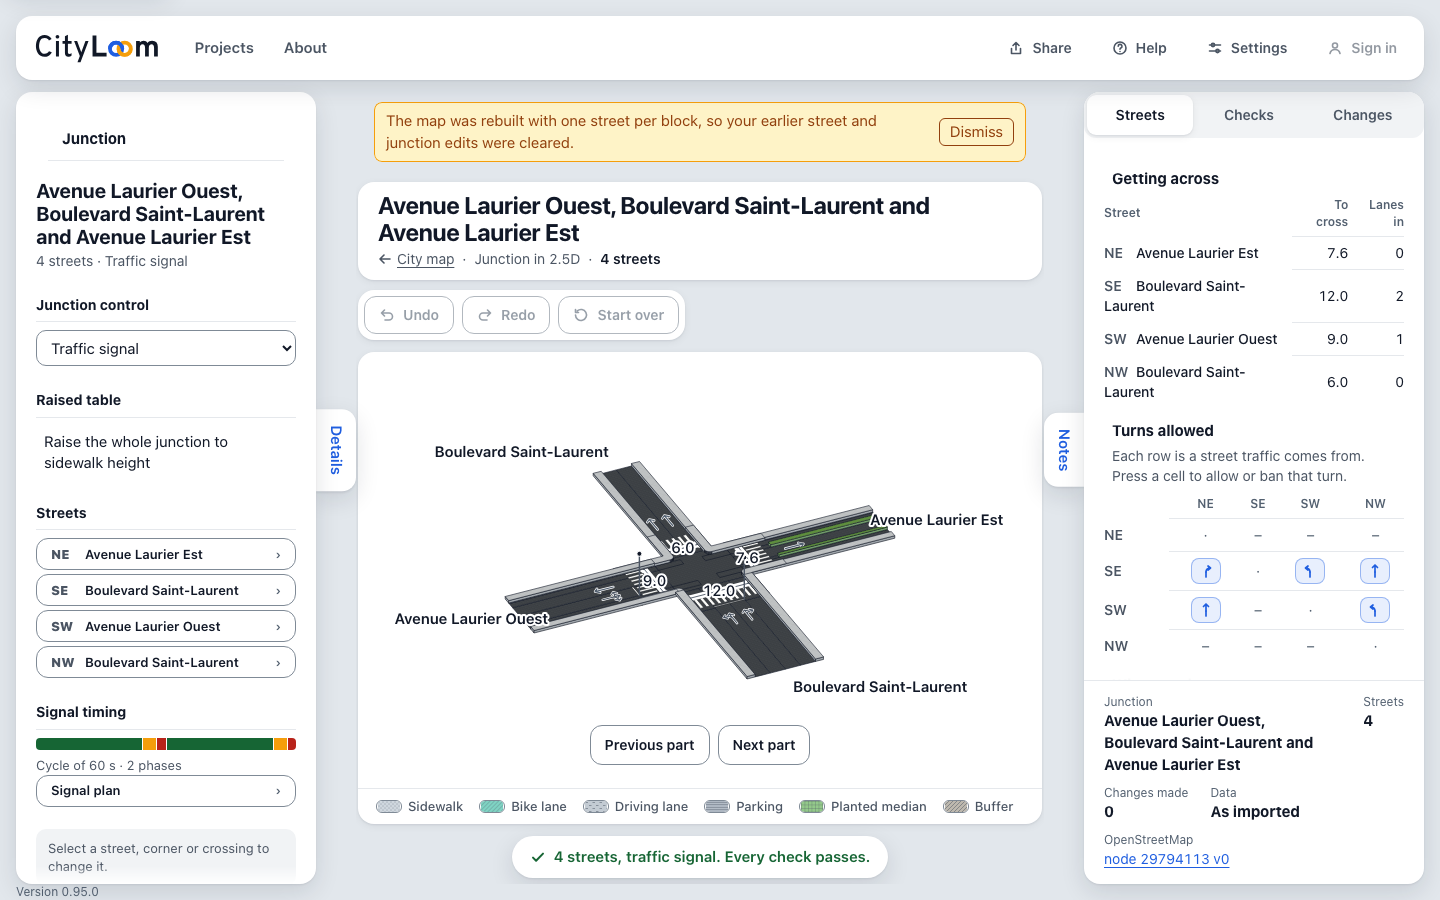 CityLoom
Projects
About
Share
Help
Settings
Sign in
Junction
Avenue Laurier Ouest,
Boulevard Saint-Laurent
and Avenue Laurier Est
4 streets · Traffic signal
Junction control
Traffic signal
Raised table
Raise the whole junction to
sidewalk height
Streets
NE Avenue Laurier Est ›
SE Boulevard Saint-Laurent ›
SW Avenue Laurier Ouest ›
NW Boulevard Saint-Laurent ›
Signal timing
Cycle of 60 s · 2 phases
Signal plan ›
Select a street, corner or crossing to
change it.
Version 0.95.0
Details
The map was rebuilt with one street per block, so your earlier street and
junction edits were cleared.
Dismiss
Avenue Laurier Ouest, Boulevard Saint-Laurent and
Avenue Laurier Est
← City map · Junction in 2.5D · 4 streets
Undo
Redo
Start over
Boulevard Saint-Laurent
Avenue Laurier Est
6.0
7.6
9.0
12.0
Avenue Laurier Ouest
Boulevard Saint-Laurent
Previous part
Next part
Sidewalk
Bike lane
Driving lane
Parking
Planted median
Buffer
4 streets, traffic signal. Every check passes.
Notes
Streets
Checks
Changes
Getting across
Street To cross Lanes in
NE Avenue Laurier Est 7.6 0
SE Boulevard Saint-Laurent 12.0 2
SW Avenue Laurier Ouest 9.0 1
NW Boulevard Saint-Laurent 6.0 0
Turns allowed
Each row is a street traffic comes from.
Press a cell to allow or ban that turn.
NE SE SW NW
NE · – – –
SE ·
SW – ·
NW – – – ·
Junction
Avenue Laurier Ouest,
Boulevard Saint-Laurent and
Avenue Laurier Est
Streets
4
Changes made
0
Data
As imported
OpenStreetMap
node 29794113 v0